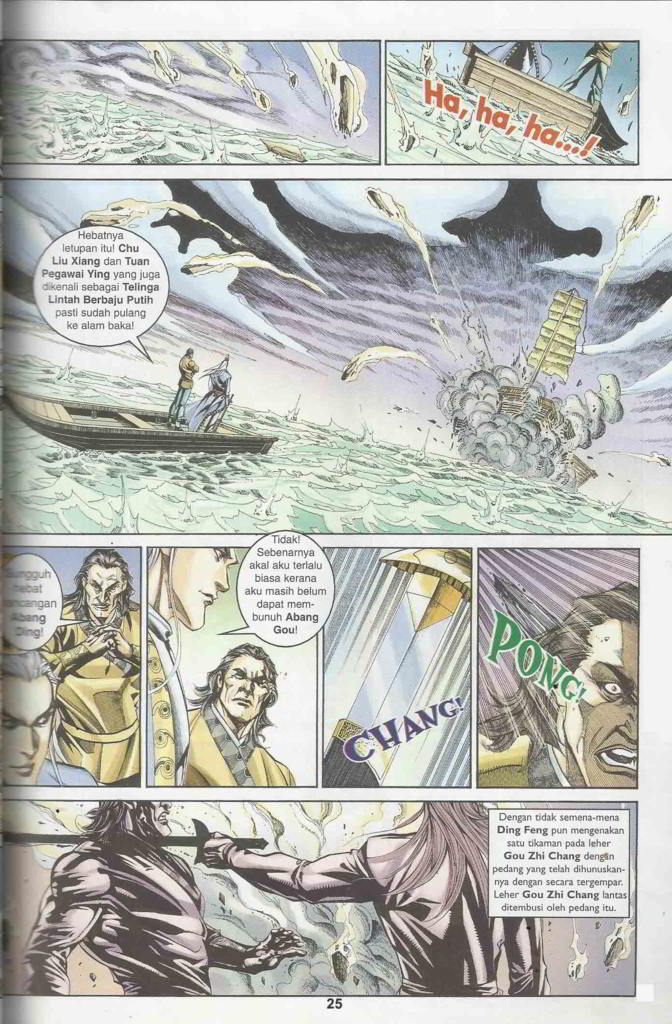 Ha, ha, ha...!
Hebatnya
letupan itu! Chu
Liu Xiang dan Tuan
Pegawai Ying yang juga
dikenali sebagai Telinga
Lintah Berbaju Putih
pasti sudah pulang
ke alam baka!
hebat
Abang
Ding!
Tidak!
Sebenarnya
akal aku terlalu
biasa kerana
aku masih belum
dapat mem-
bunuh Abang
Gou!
CHANG!
PONG!
Dengan tidak semena-mena
Ding Feng pun mengenakan
satu tikaman pada leher
Gou Zhi Chang dengan
pedang yang telah dihunuskan-
nya dengan secara tergempar.
Leher Gou Zhi Chang lantas
ditembusi oleh pedang itu.
25